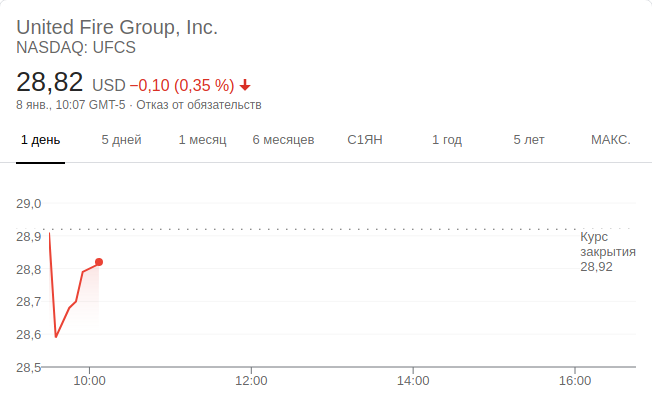 United Fire Group, Inc.
NASDAQ: UFCS
28,82 USD −0,10 (0,35 %)
8 янв., 10:07 GMT-5 · Отказ от обязательств
1 день 5 дней 1 месяц 6 месяцев С1ЯН 1 год 5 лет МАКС.
29,0
28,9
28,8
28,7
28,6
28,5
Курс
закрытия
28,92
10:00 12:00 14:00 16:00